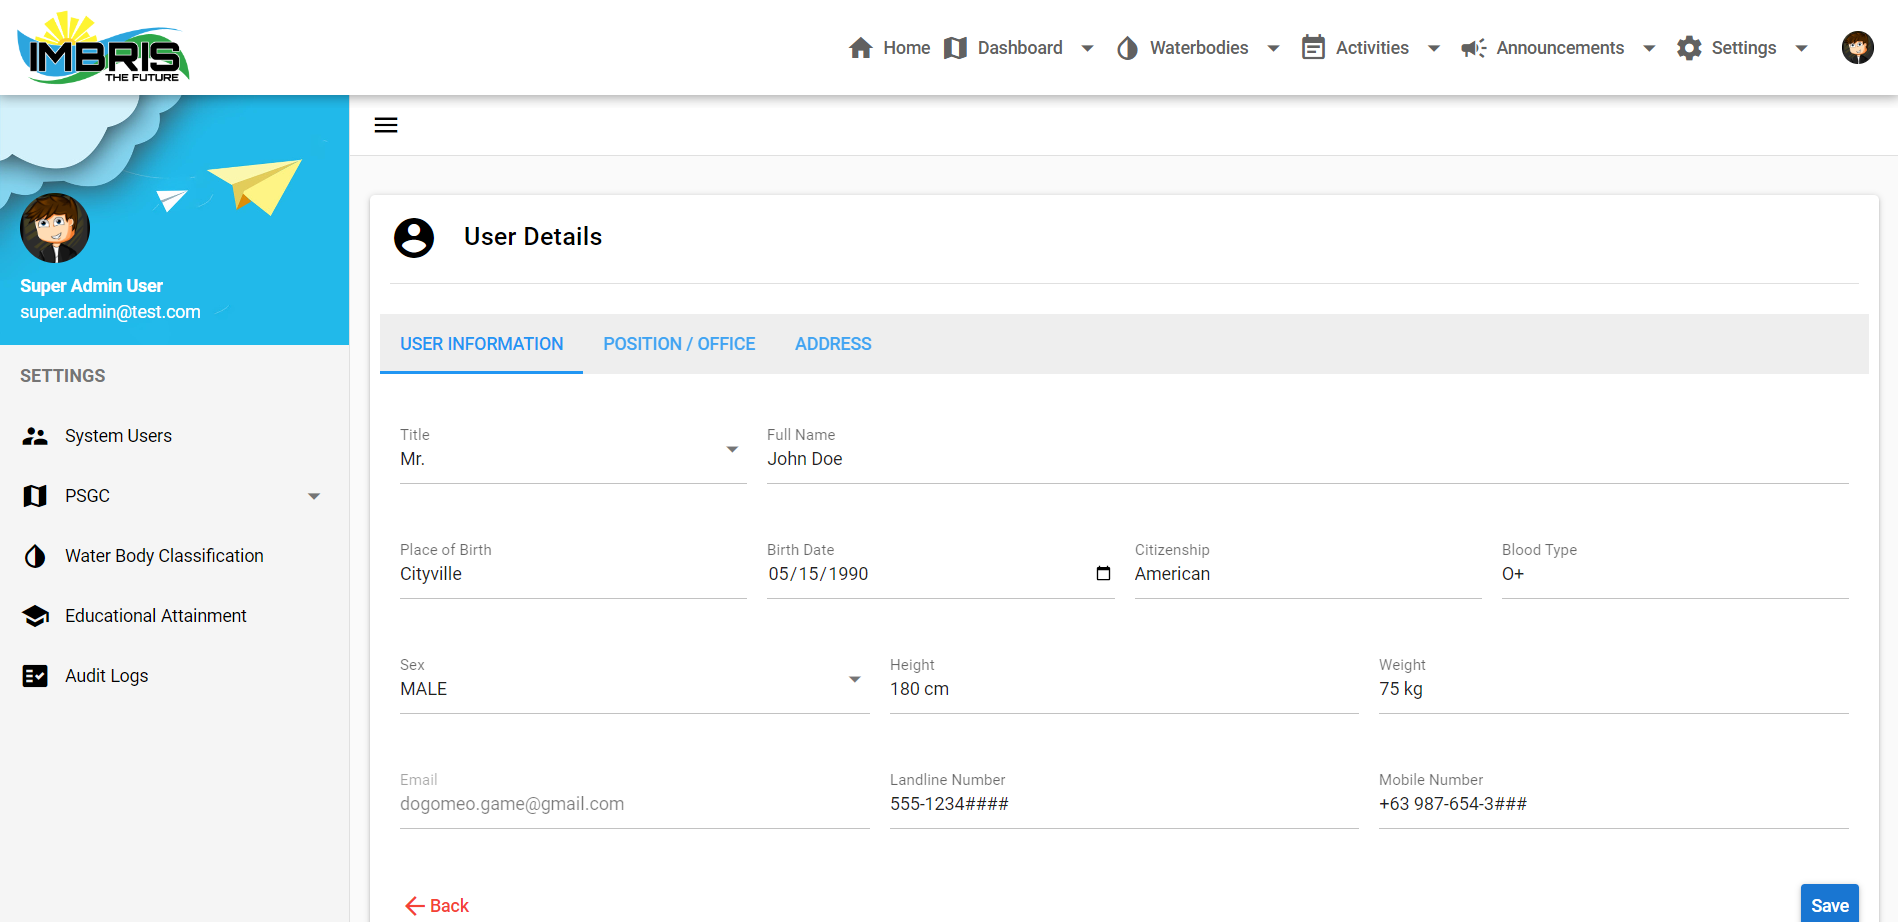 IMBRIS
THE FUTURE
Home
Dashboard
Waterbodies
Activities
Announcements
Settings
Super Admin User
super.admin@test.com
SETTINGS
System Users
PSGC
Water Body Classification
Educational Attainment
Audit Logs
User Details
USER INFORMATION
POSITION / OFFICE
ADDRESS
Title
Mr.
Full Name
John Doe
Place of Birth
Cityville
Birth Date
05/15/1990
Citizenship
American
Blood Type
O+
Sex
MALE
Height
180 cm
Weight
75 kg
Email
dogomeo.game@gmail.com
Landline Number
555-1234####
Mobile Number
+63 987-654-3###
Back
Save